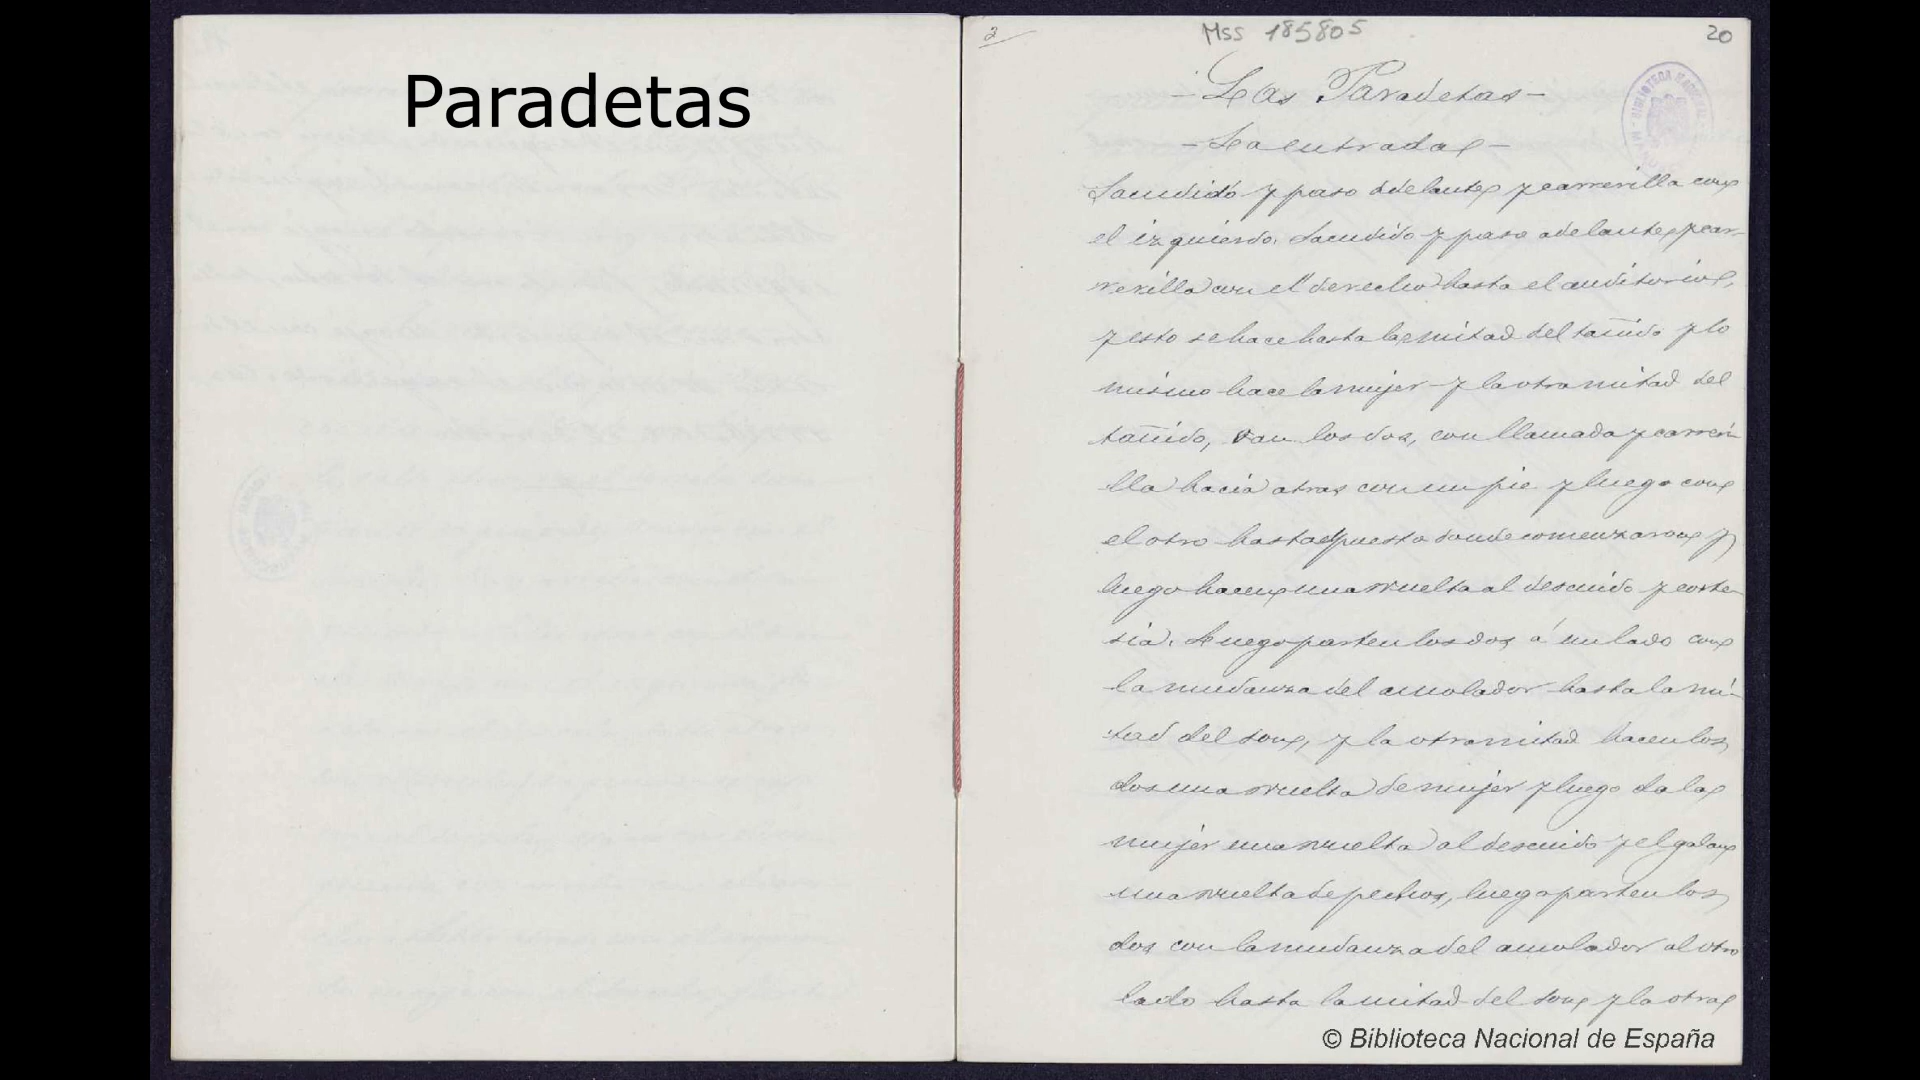 Paradetas
2
Mss 185805
20
- Las Paradetas -
- La entrada -
Sacudido y paso adelante y carrerilla con
el izquierdo. Sacudido y paso adelante y car-
rerilla con el derecho hasta el auditorio,
y esto se hace hasta la mitad del tañido y lo
mismo hace la mujer y la otra mitad del
tañido, van los dos, con llamada y carreri-
lla hacia atras con un pie y luego con
el otro hasta el puesto donde comenzaron y
luego hacen una vuelta al descuido y corte-
sia. Luego parten los dos á un lado con
la mudanza del amolador hasta la mi-
tad del son, y la otra mitad hacen los
dos una vuelta de mujer y luego da la
mujer una vuelta al descuido y el galan
una vuelta de pechos, luego parten los
dos con la mudanza del amolador al otro
lado hasta la mitad del son y la otra
© Biblioteca Nacional de España